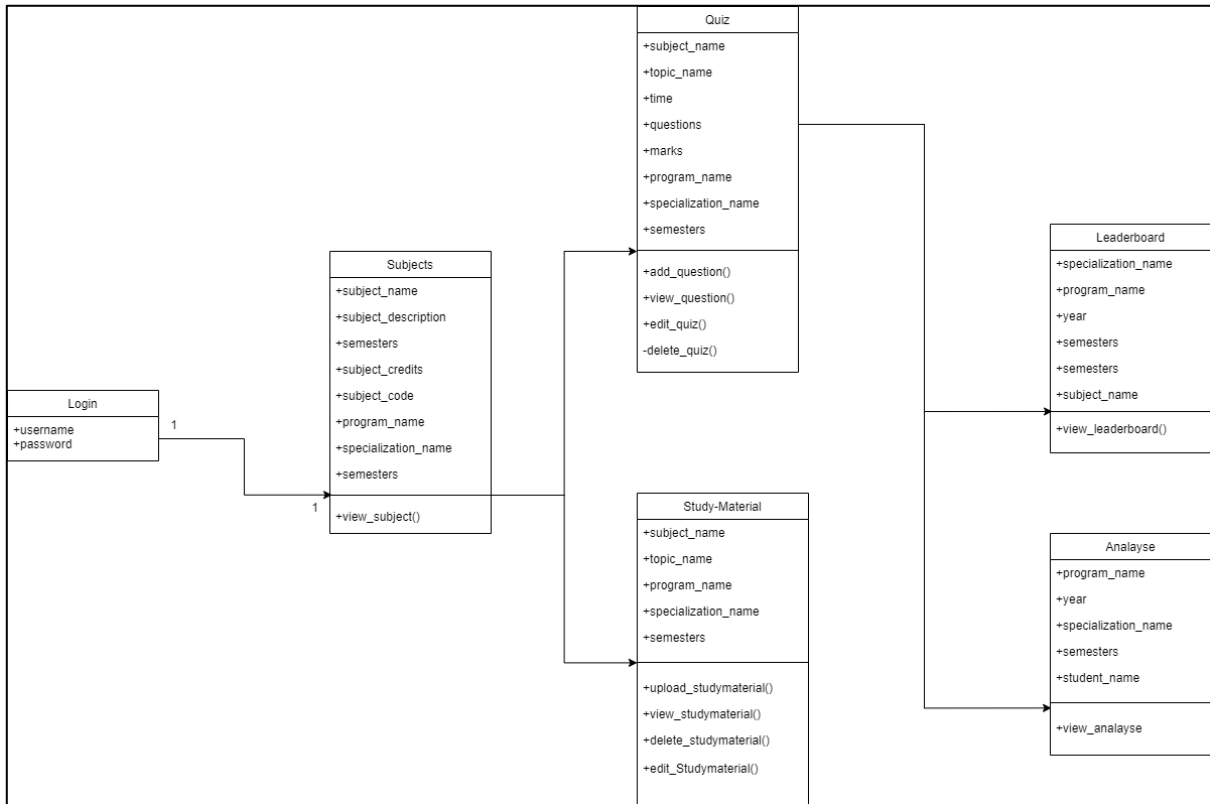 Login
+username
+password
1
1
Subjects
+subject_name
+subject_description
+semesters
+subject_credits
+subject_code
+program_name
+specialization_name
+semesters
+view_subject()
Quiz
+subject_name
+topic_name
+time
+questions
+marks
+program_name
+specialization_name
+semesters
+add_question()
+view_question()
+edit_quiz()
-delete_quiz()
Study-Material
+subject_name
+topic_name
+program_name
+specialization_name
+semesters
+upload_studymaterial()
+view_studymaterial()
+delete_studymaterial()
+edit_Studymaterial()
Leaderboard
+specialization_name
+program_name
+year
+semesters
+semesters
+subject_name
+view_leaderboard()
Analayse
+program_name
+year
+specialization_name
+semesters
+student_name
+view_analayse